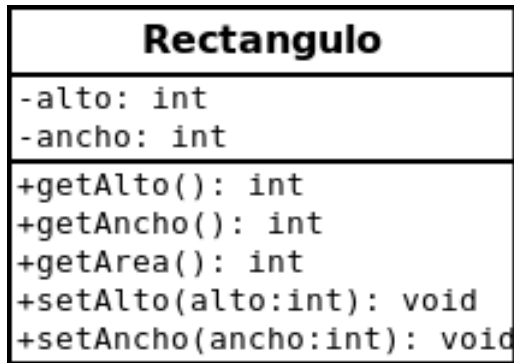 Rectangulo
-alto: int
-ancho: int
+getAlto(): int
+getAncho(): int
+getArea(): int
+setAlto(alto:int): void
+setAncho(ancho:int): void